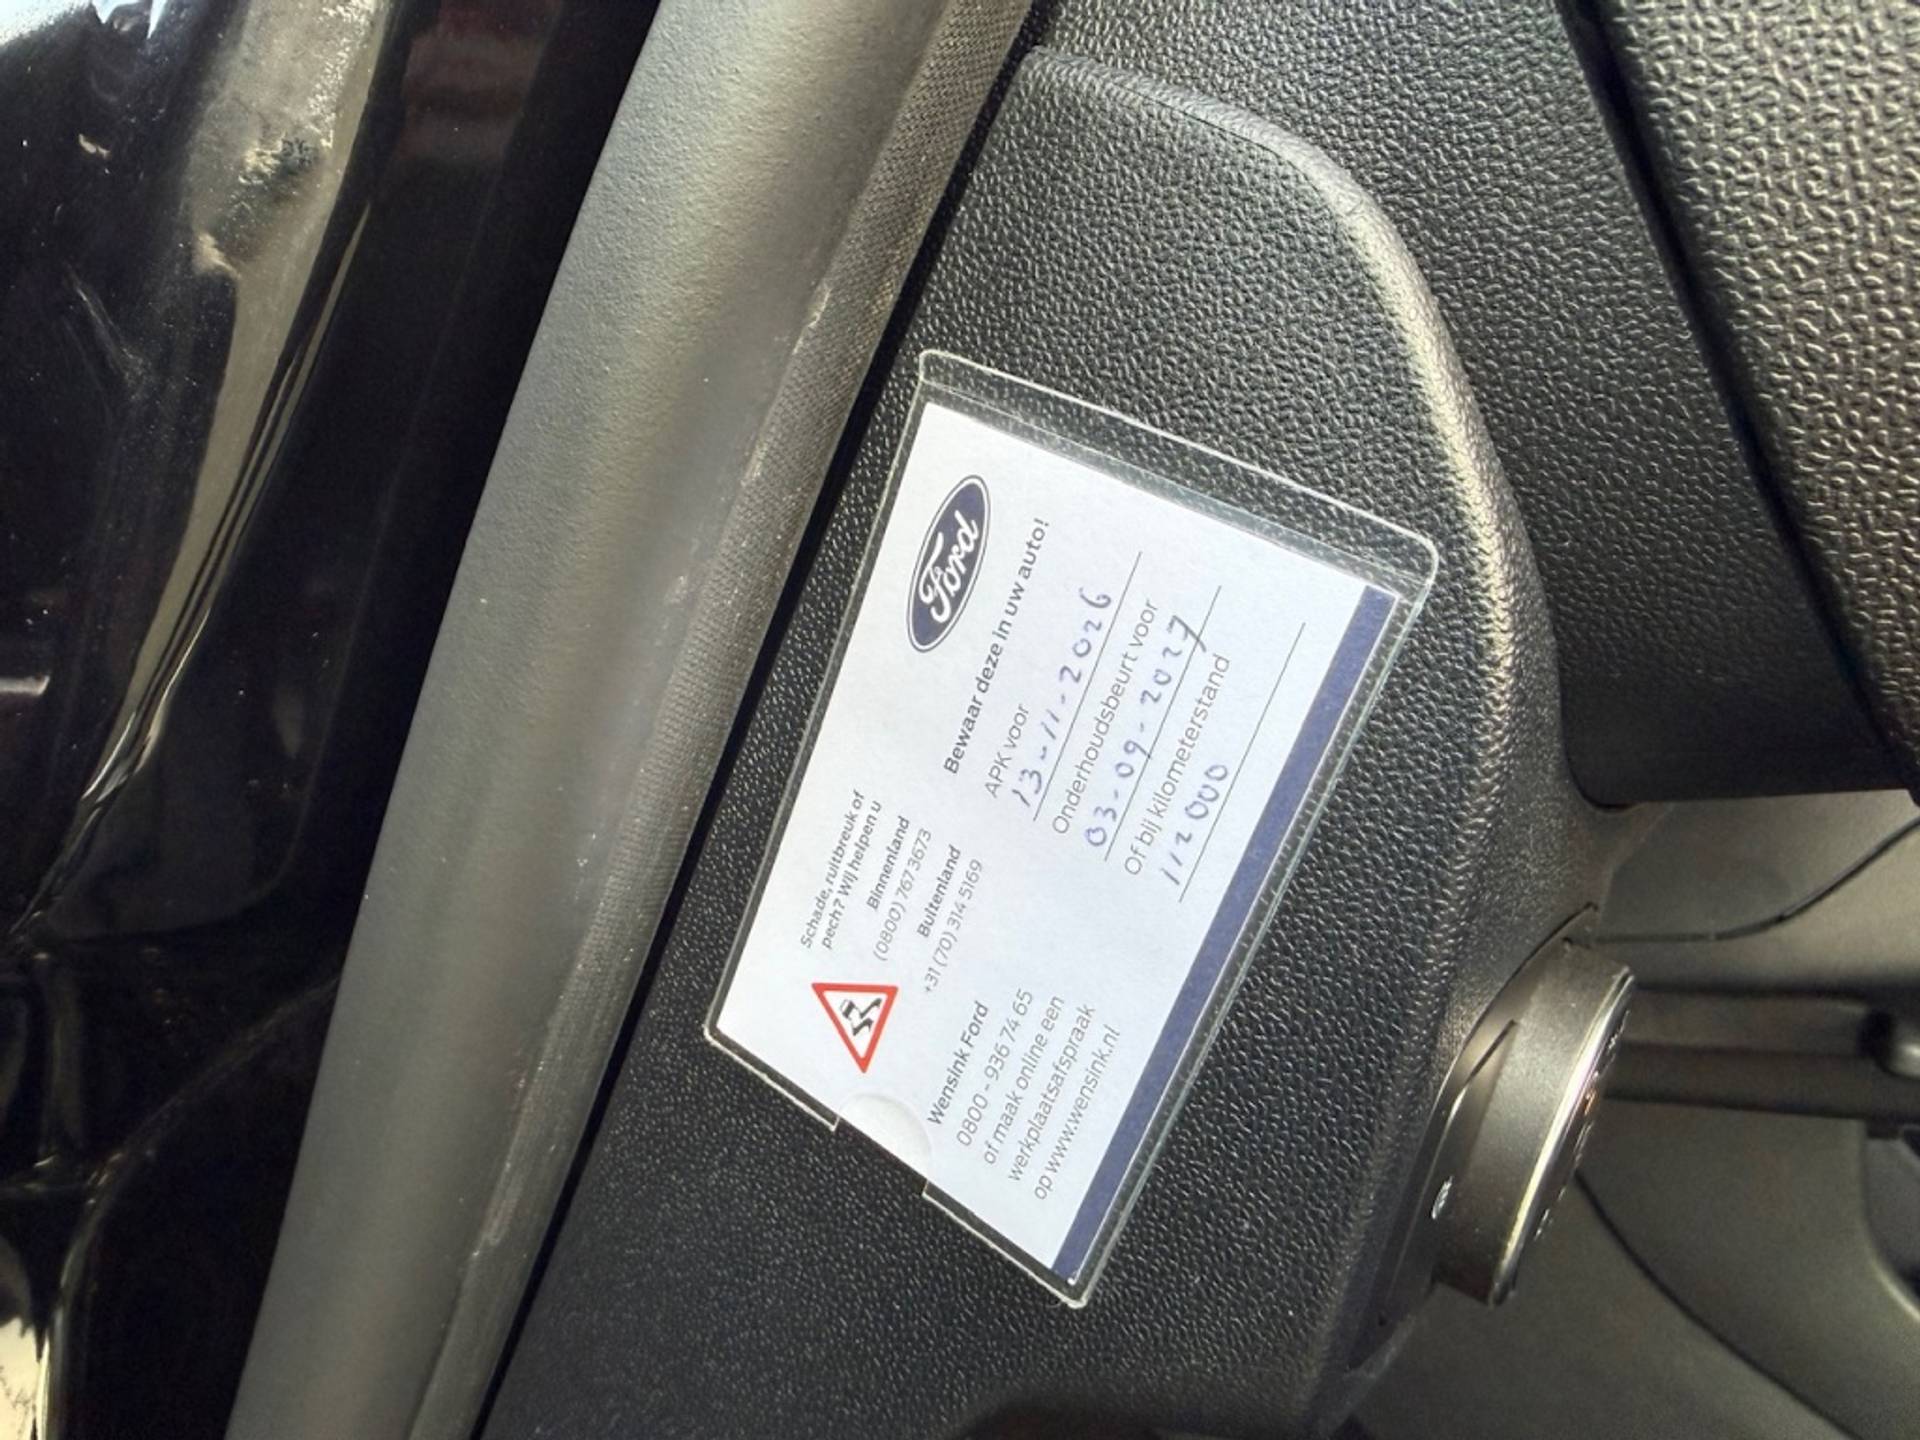 Ford
Bewaar deze in uw auto!
APK voor
13-11-2026
Onderhoudsbeurt voor
03-09-2027
Of bij kilometerstand
112000
Schade, ruitbreuk of
pech? Wij helpen u
Binnenland
(0800) 767 3673
Buitenland
+31 (70) 314 5169
Wensink Ford
0800 - 936 74 65
of maak online een
werkplaatsafspraak
op www.wensink.nl